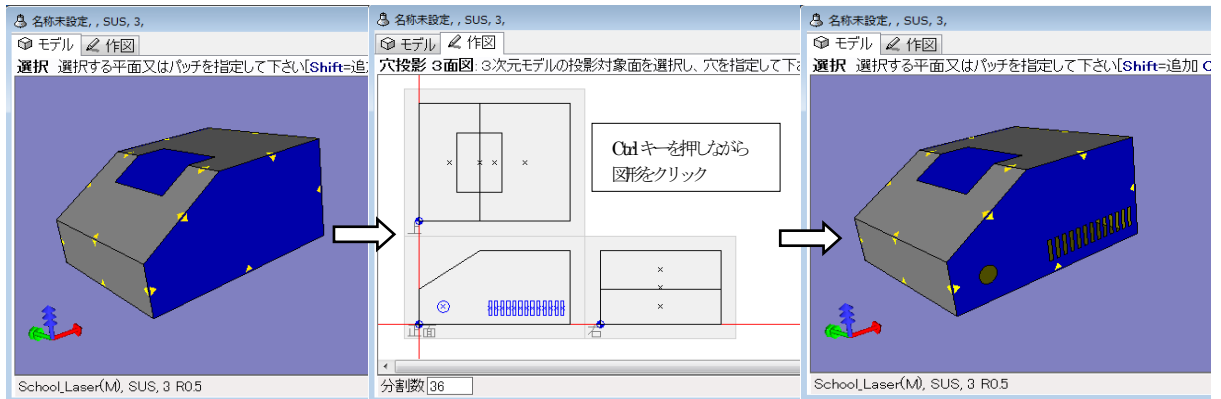 名称未設定, , SUS, 3,
モデル 作図
選択 選択する平面又はパッチを指定して下さい[Shift=追加
School_Laser(M), SUS, 3 R0.5
名称未設定, , SUS, 3,
モデル 作図
穴投影 3面図:3次元モデルの投影対象面を選択し、穴を指定して下
Ctrlキーを押しながら
図形をクリック
上
正面
右
分割数 36
名称未設定, , SUS, 3,
モデル 作図
選択 選択する平面又はパッチを指定して下さい[Shift=追加 C
School_Laser(M), SUS, 3 R0.5